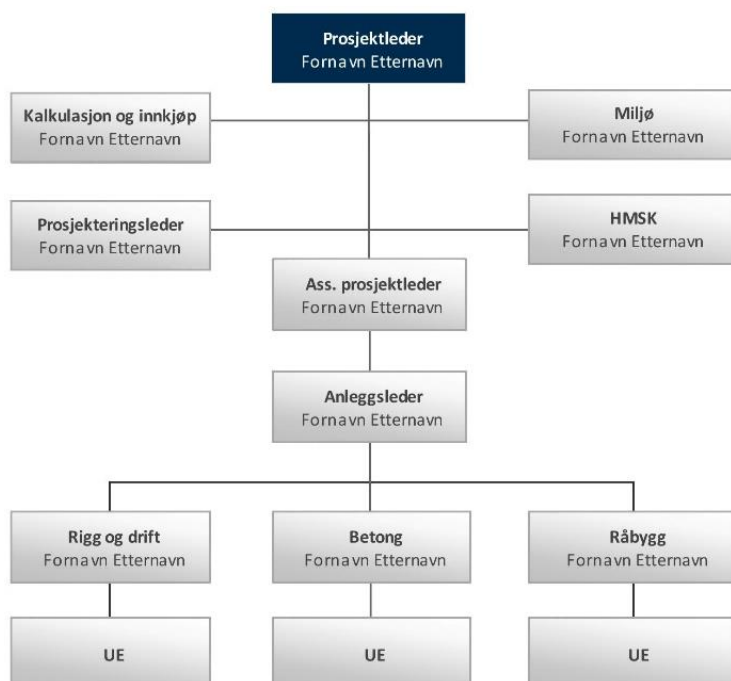 Prosjektleder
Fornavn Etternavn
Kalkulasjon og innkjøp
Fornavn Etternavn
Miljø
Fornavn Etternavn
Prosjekteringsleder
Fornavn Etternavn
HMSK
Fornavn Etternavn
Ass. prosjektleder
Fornavn Etternavn
Anleggsleder
Fornavn Etternavn
Rigg og drift
Fornavn Etternavn
Betong
Fornavn Etternavn
Råbygg
Fornavn Etternavn
UE
UE
UE